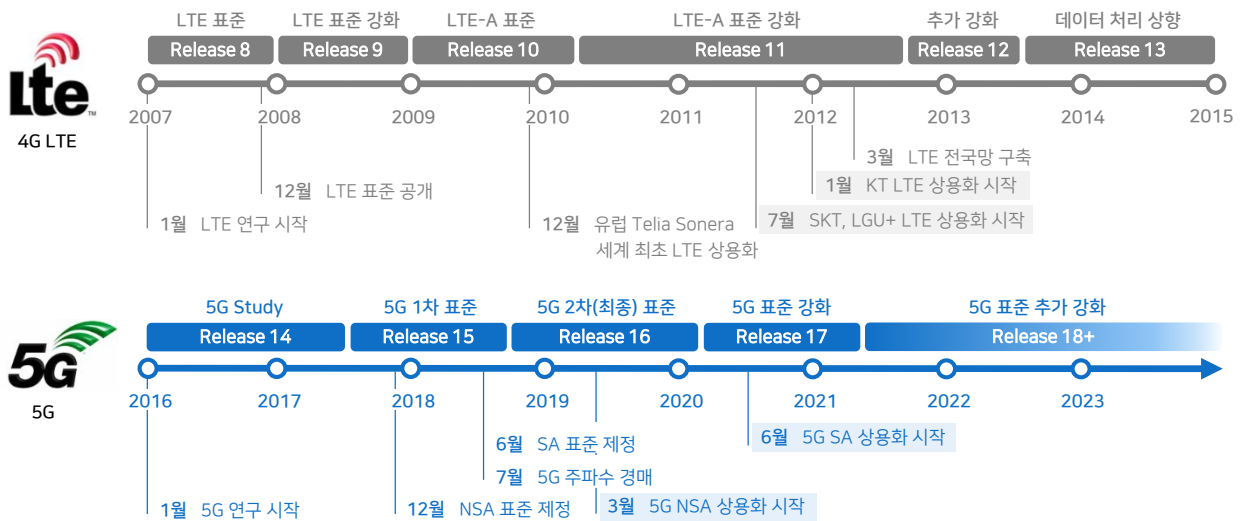 LTE 표준 LTE 표준 강화 LTE-A 표준 LTE-A 표준 강화 추가 강화 데이터 처리 상향
Release 8 Release 9 Release 10 Release 11 Release 12 Release 13
Lte™
4G LTE
2007 2008 2009 2010 2011 2012 2013 2014 2015
3월 LTE 전국망 구축
12월 LTE 표준 공개
1월 KT LTE 상용화 시작
1월 LTE 연구 시작
12월 유럽 Telia Sonera
세계 최초 LTE 상용화
7월 SKT, LGU+ LTE 상용화 시작
5G Study 5G 1차 표준 5G 2차(최종) 표준 5G 표준 강화 5G 표준 추가 강화
Release 14 Release 15 Release 16 Release 17 Release 18+
5G
5G
2016 2017 2018 2019 2020 2021 2022 2023
6월 SA 표준 제정
6월 5G SA 상용화 시작
7월 5G 주파수 경매
1월 5G 연구 시작
12월 NSA 표준 제정
3월 5G NSA 상용화 시작